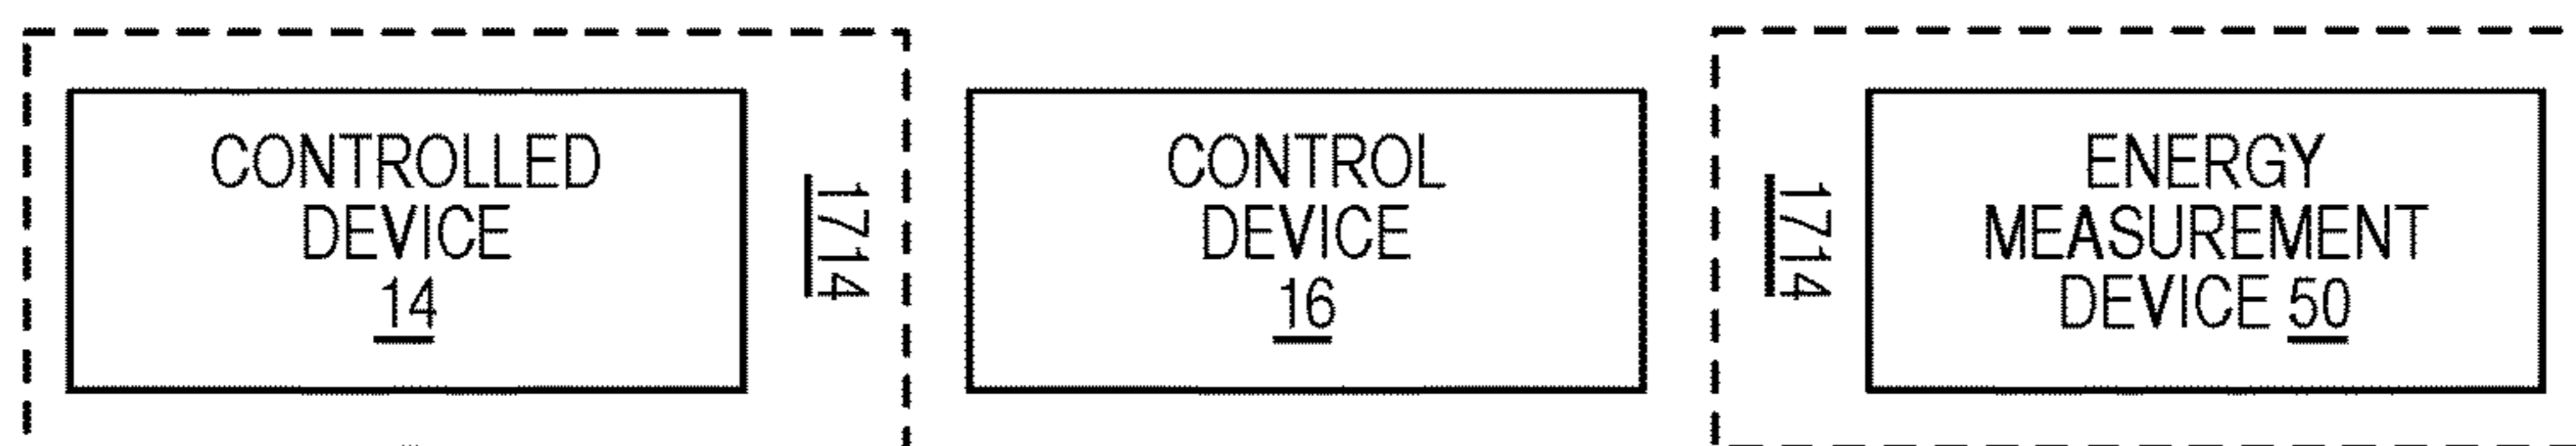 CONTROLLED
DEVICE
14
1714
CONTROL
DEVICE
16
1714
ENERGY
MEASUREMENT
DEVICE 50